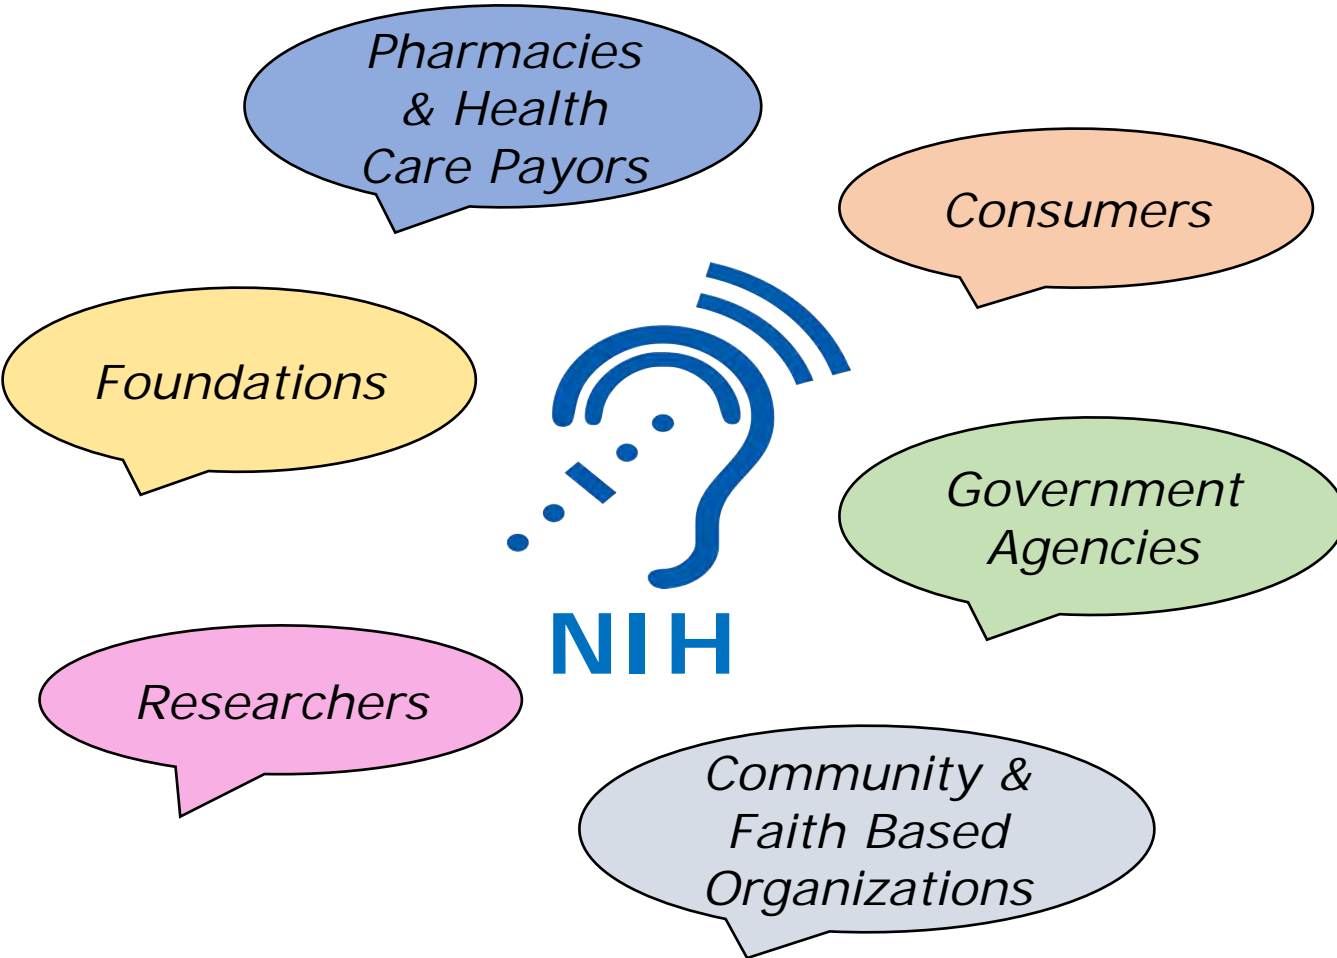 Pharmacies
& Health
Care Payors
Consumers
Foundations
Government
Agencies
NIH
Researchers
Community &
Faith Based
Organizations